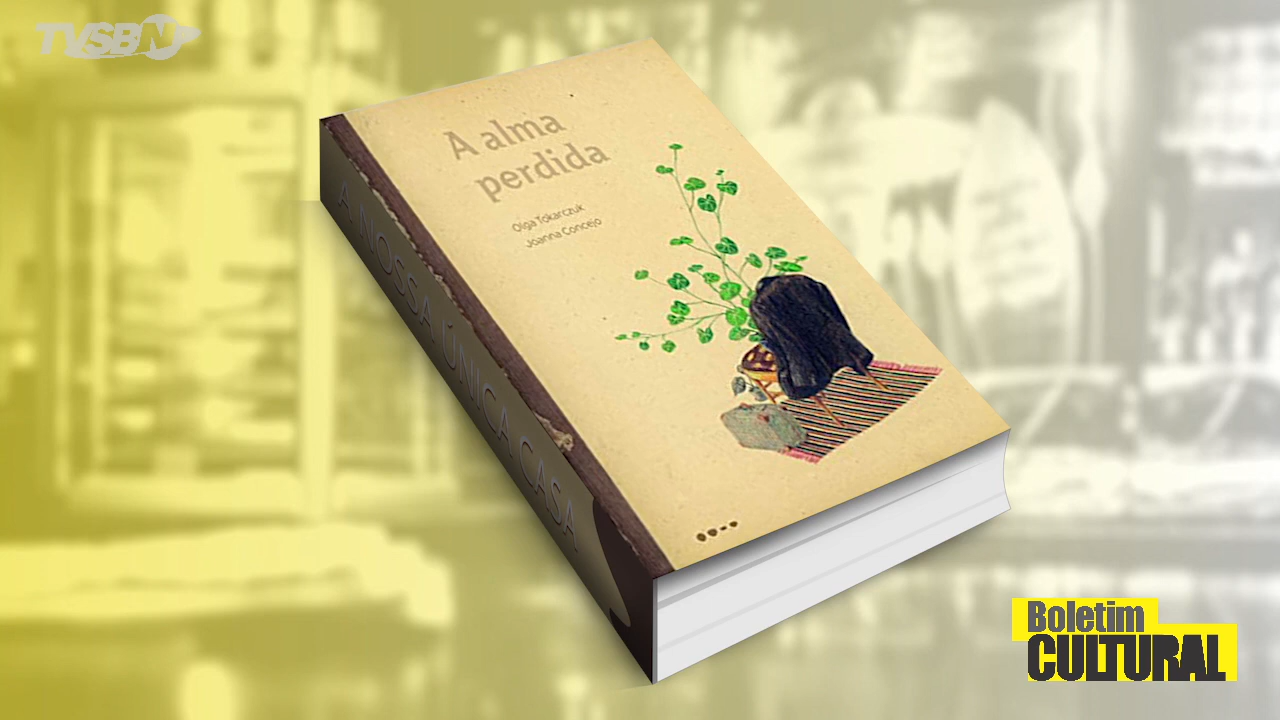 TVSBN
A alma
perdida
Olga Tokarczuk
Joanna Concejo
A NOSSA ÚNICA CASA
Boletim
CULTURAL